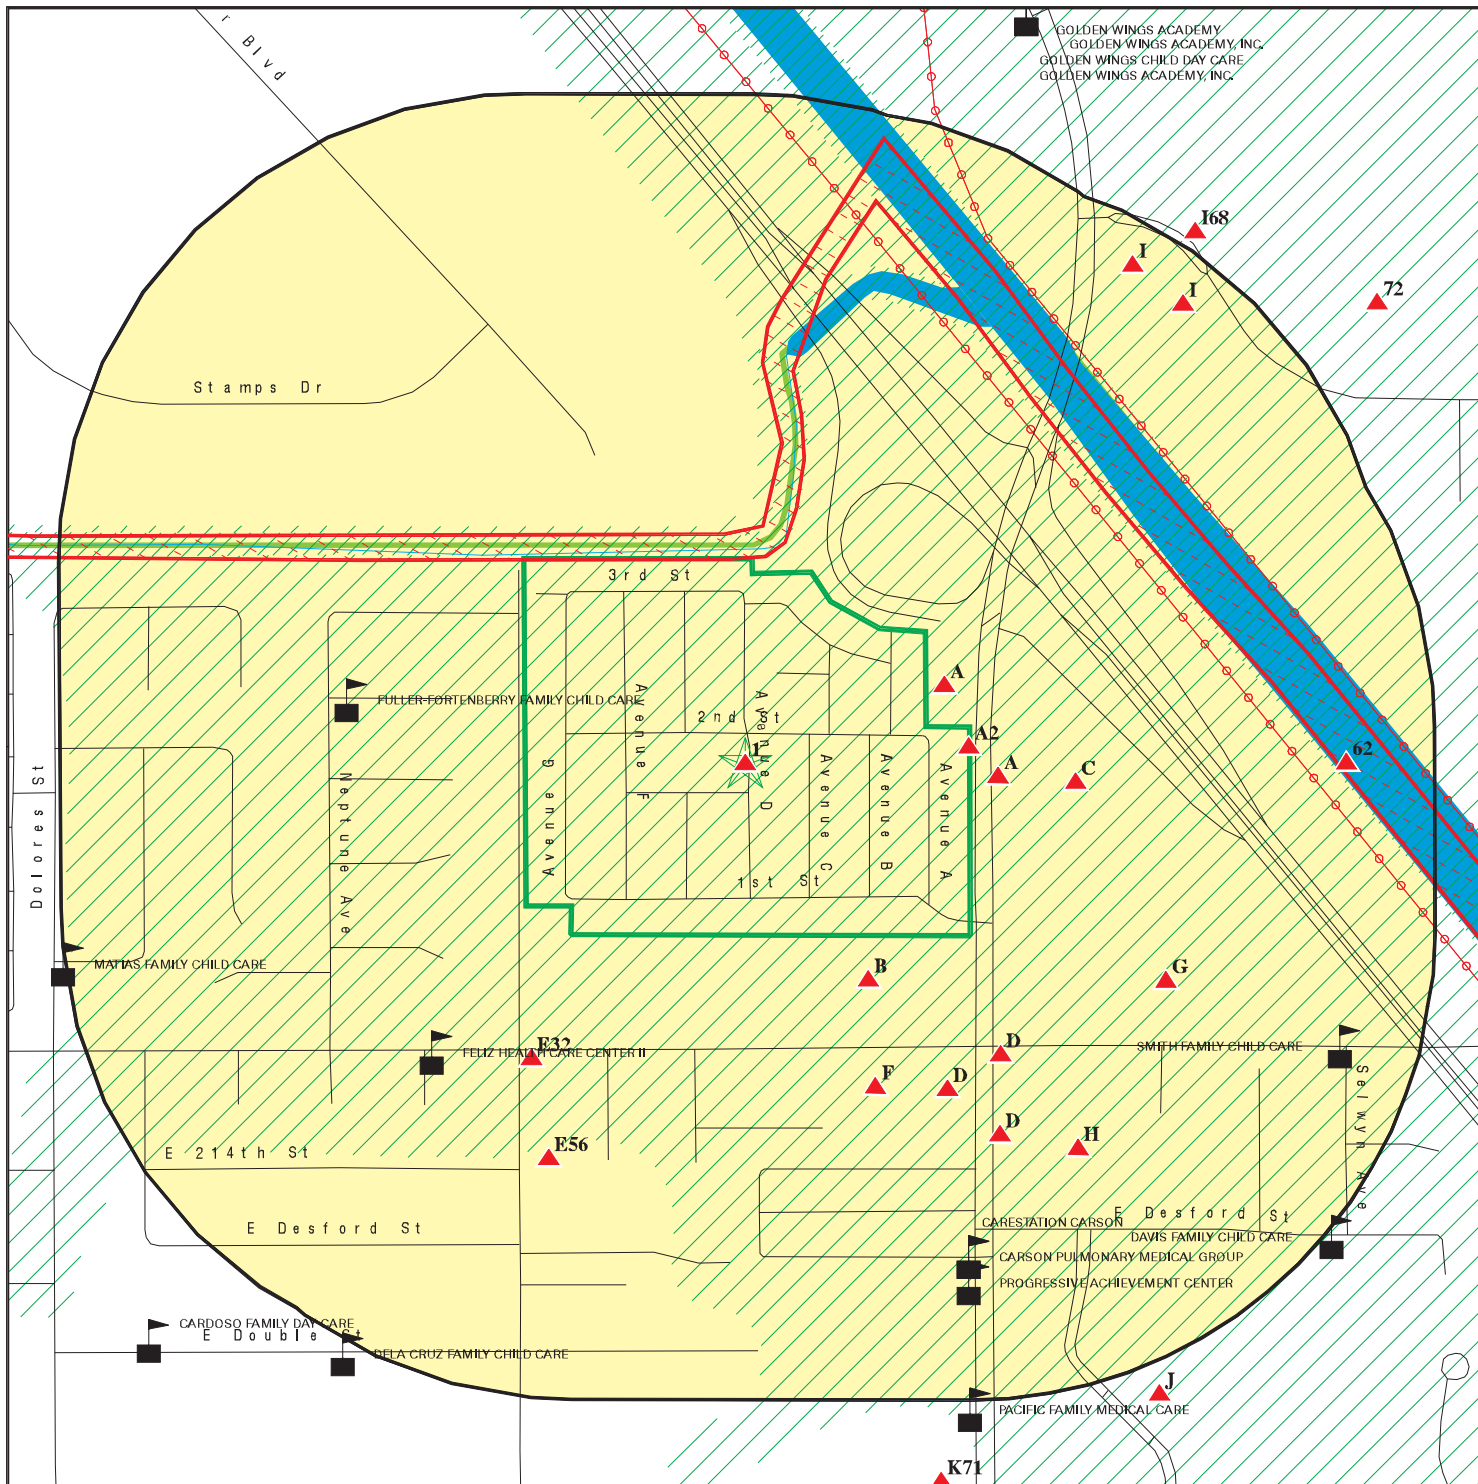 r Blvd
GOLDEN WINGS ACADEMY
GOLDEN WINGS ACADEMY, INC.
GOLDEN WINGS CHILD DAY CARE
GOLDEN WINGS ACADEMY, INC.
I68
I
I
72
Stamps Dr
3rd St
FULLER-FORTENBERRY FAMILY CHILD CARE
A
2nd St
A2
1
A
C
62
Dolores St
Neptune Ave
Avenue G
Avenue F
Avenue D
Avenue C
Avenue B
Avenue A
1st St
MATIAS FAMILY CHILD CARE
B
G
E32
FELIZ HEALTH CARE CENTER II
D
SMITH FAMILY CHILD CARE
F
D
Selwyn Ave
D
H
E 214th St
E56
E Desford St
E Desford St
CARESTATION CARSON
DAVIS FAMILY CHILD CARE
CARSON PULMONARY MEDICAL GROUP
PROGRESSIVE ACHIEVEMENT CENTER
CARDOSO FAMILY DAY CARE
E Double St
DELA CRUZ FAMILY CHILD CARE
J
PACIFIC FAMILY MEDICAL CARE
K71